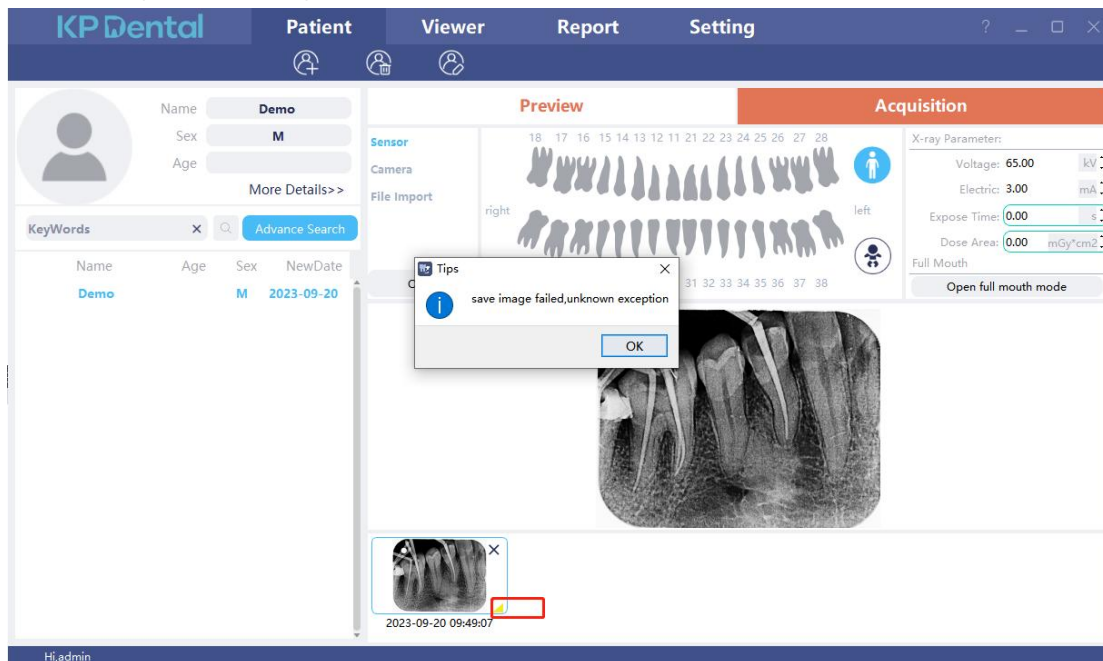 KP Dental Patient Viewer Report Setting ?
Name Demo
Sex M
Age
More Details>>
KeyWords Advance Search
Name Age Sex NewDate
Demo M 2023-09-20
Preview Acquisition
Sensor
Camera
File Import
18 17 16 15 14 13 12 11 21 22 23 24 25 26 27 28
right left
31 32 33 34 35 36 37 38
X-ray Parameter:
Voltage: 65.00 kV
Electric: 3.00 mA
Expose Time: 0.00 s
Dose Area: 0.00 mGy*cm2
Full Mouth
Open full mouth mode
Tips
save image failed,unknown exception
OK
2023-09-20 09:49:07
Hi,admin